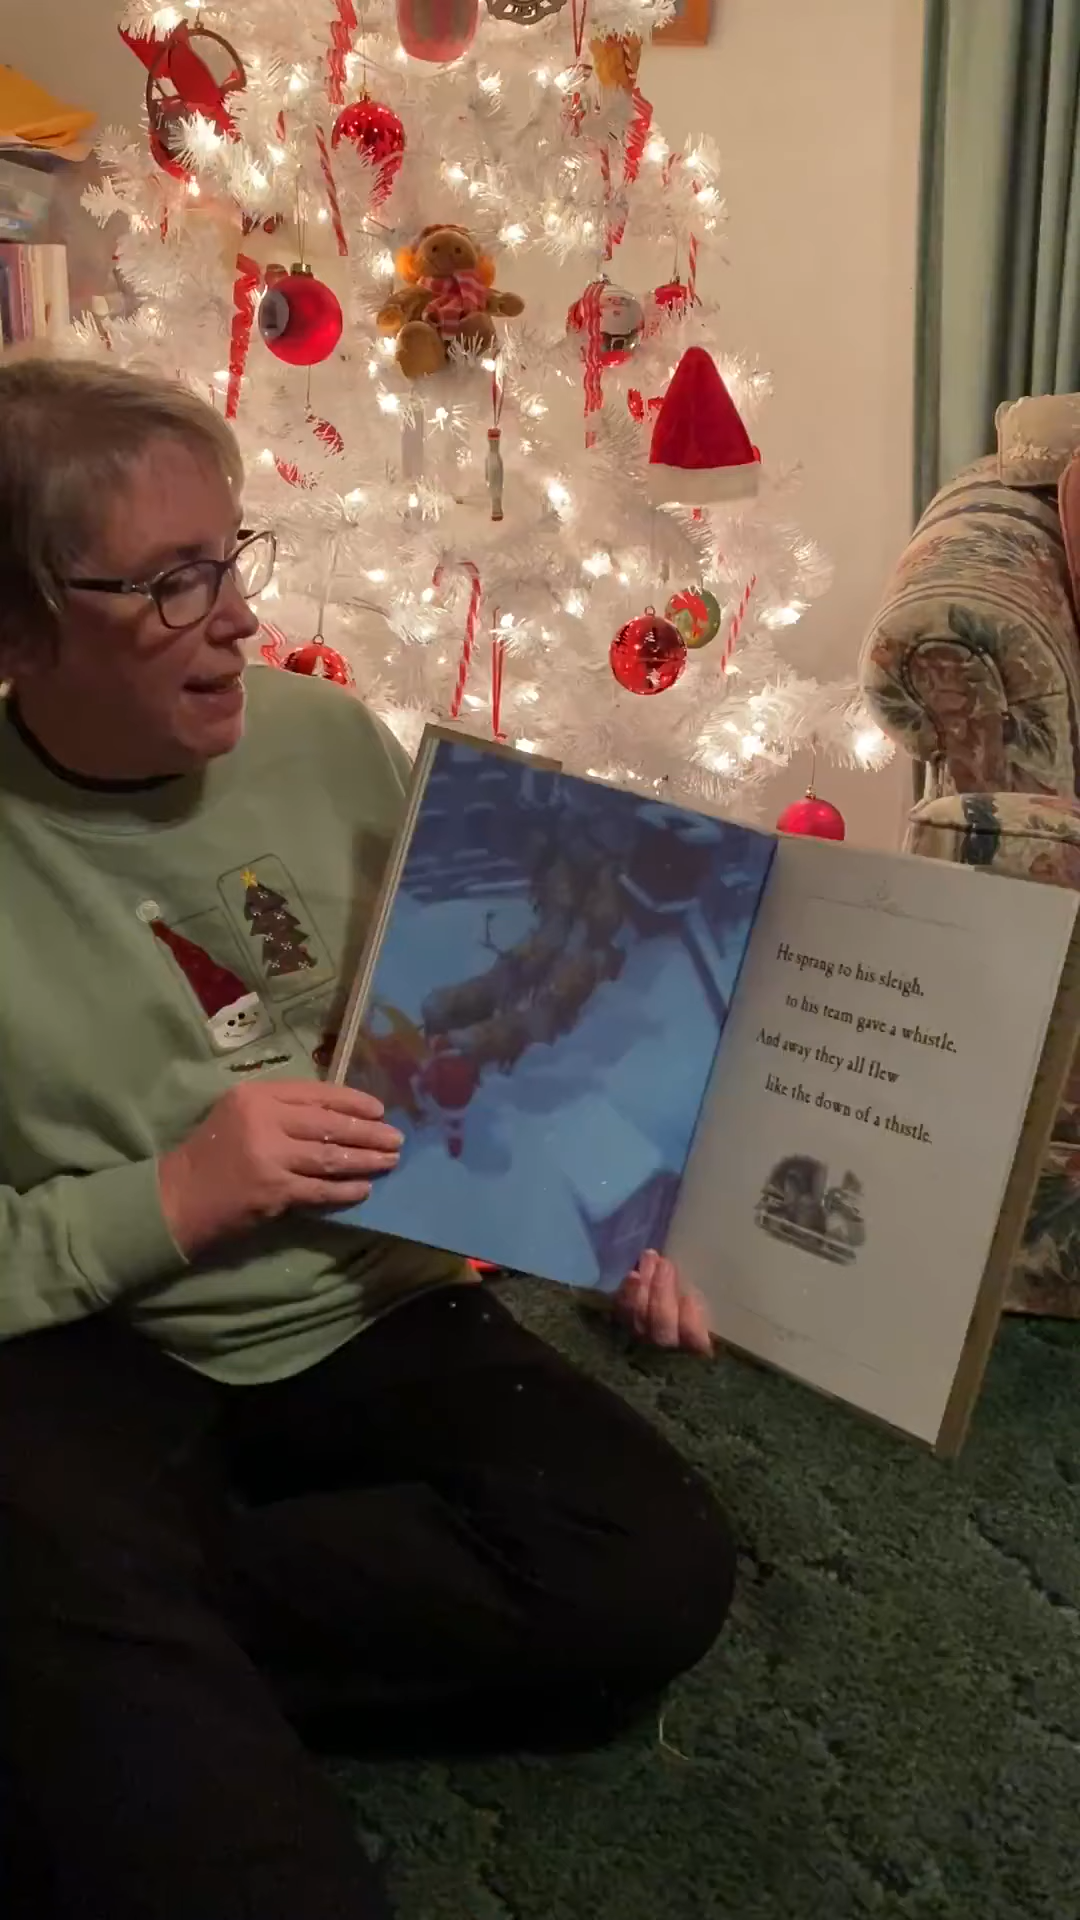 He sprang to his sleigh,
to his team gave a whistle.
And away they all flew
like the down of a thistle.